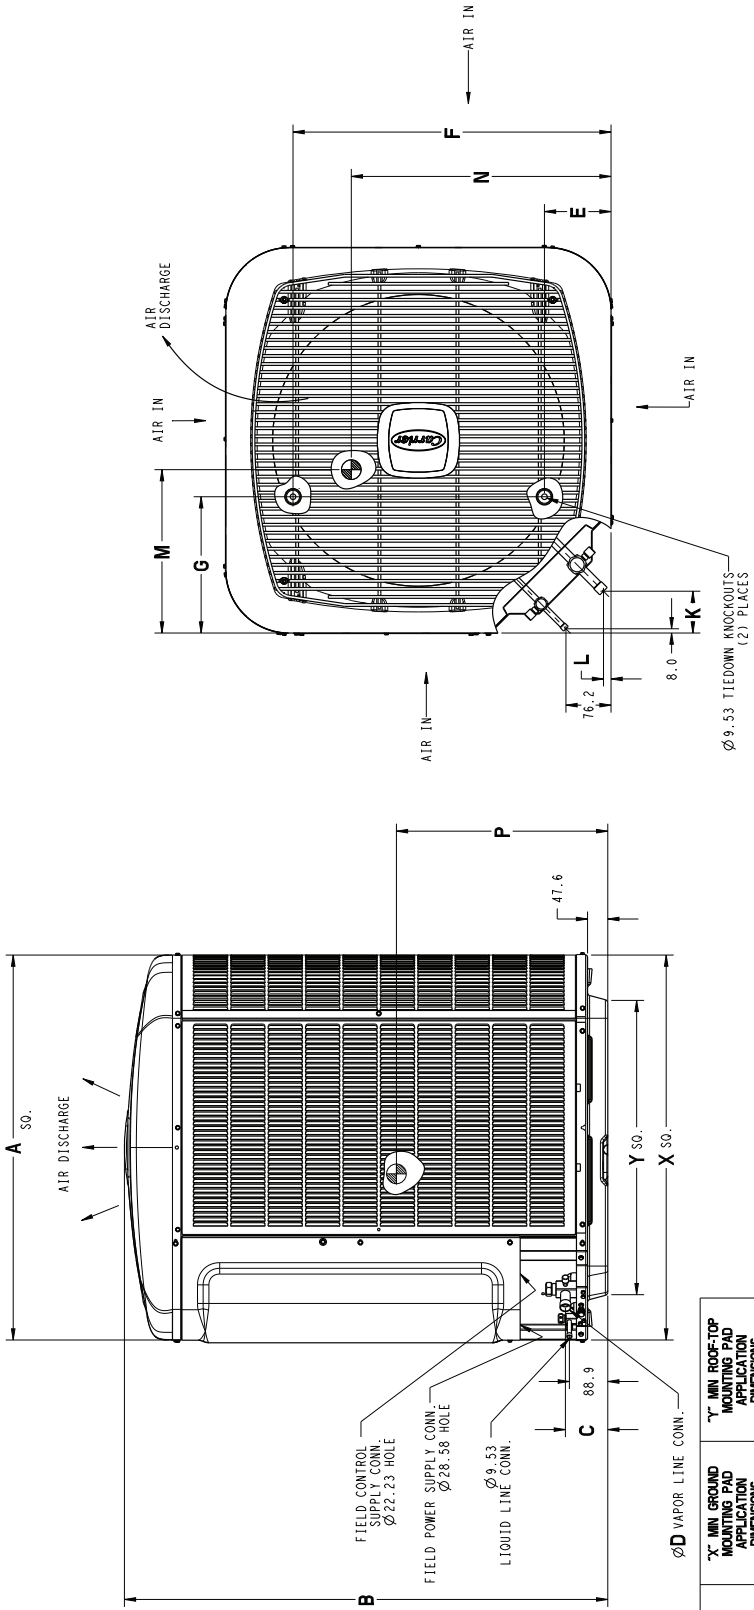 AIR IN
F
N
E
AIR
DISCHARGE
AIR IN
AIR IN
Carrier
M
G
K
L
8.0
76.2
AIR IN
Ø9.53 TIEDOWN KNOCKOUTS
(2) PLACES
P
47.6
A
SQ.
AIR DISCHARGE
Y SQ.
X SQ.
FIELD CONTROL
SUPPLY CONN.
Ø22.23 HOLE
FIELD POWER SUPPLY CONN.
Ø28.58 HOLE
Ø9.53
LIQUID LINE CONN.
88.9
C
B
ØD VAPOR LINE CONN.
"X" MIN GROUND
MOUNTING PAD
APPLICATION
DIMENSIONS
"Y" MIN ROOF-TOP
MOUNTING PAD
APPLICATION
DIMENSIONS